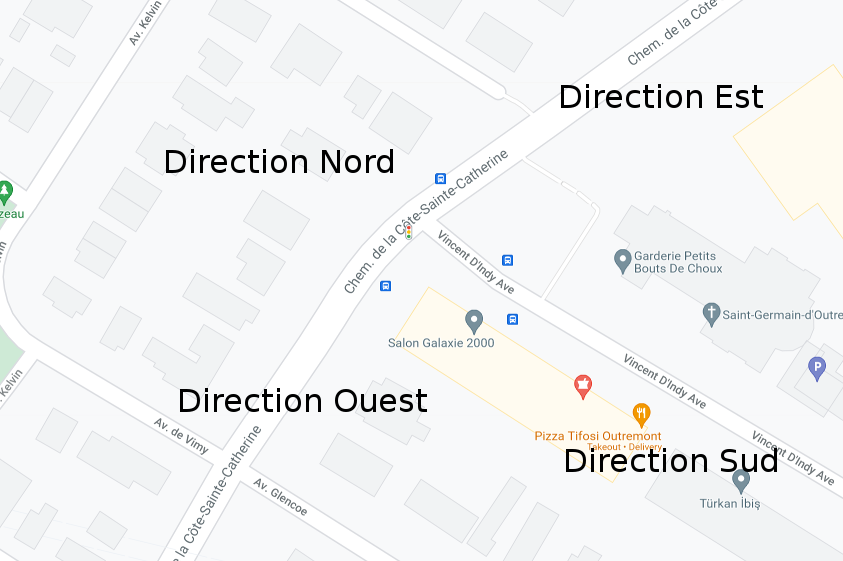 Av. Kelvin
Chem. de la Côte
Direction Est
Direction Nord
Chem. de la Côte-Sainte-Catherine
zeau
Vincent D'Indy Ave
Garderie Petits
Bouts De Choux
Saint-Germain-d'Outre
Salon Galaxie 2000
P
Vincent D'Indy Ave
Kelvin
Direction Ouest
Av. de Vimy
Pizza Tifosi Outremont
Takeout • Delivery
Vincent D'Indy Ave
Direction Sud
Av. Glencoe
Türkan İbiş
e la Côte-Sainte-Catherine